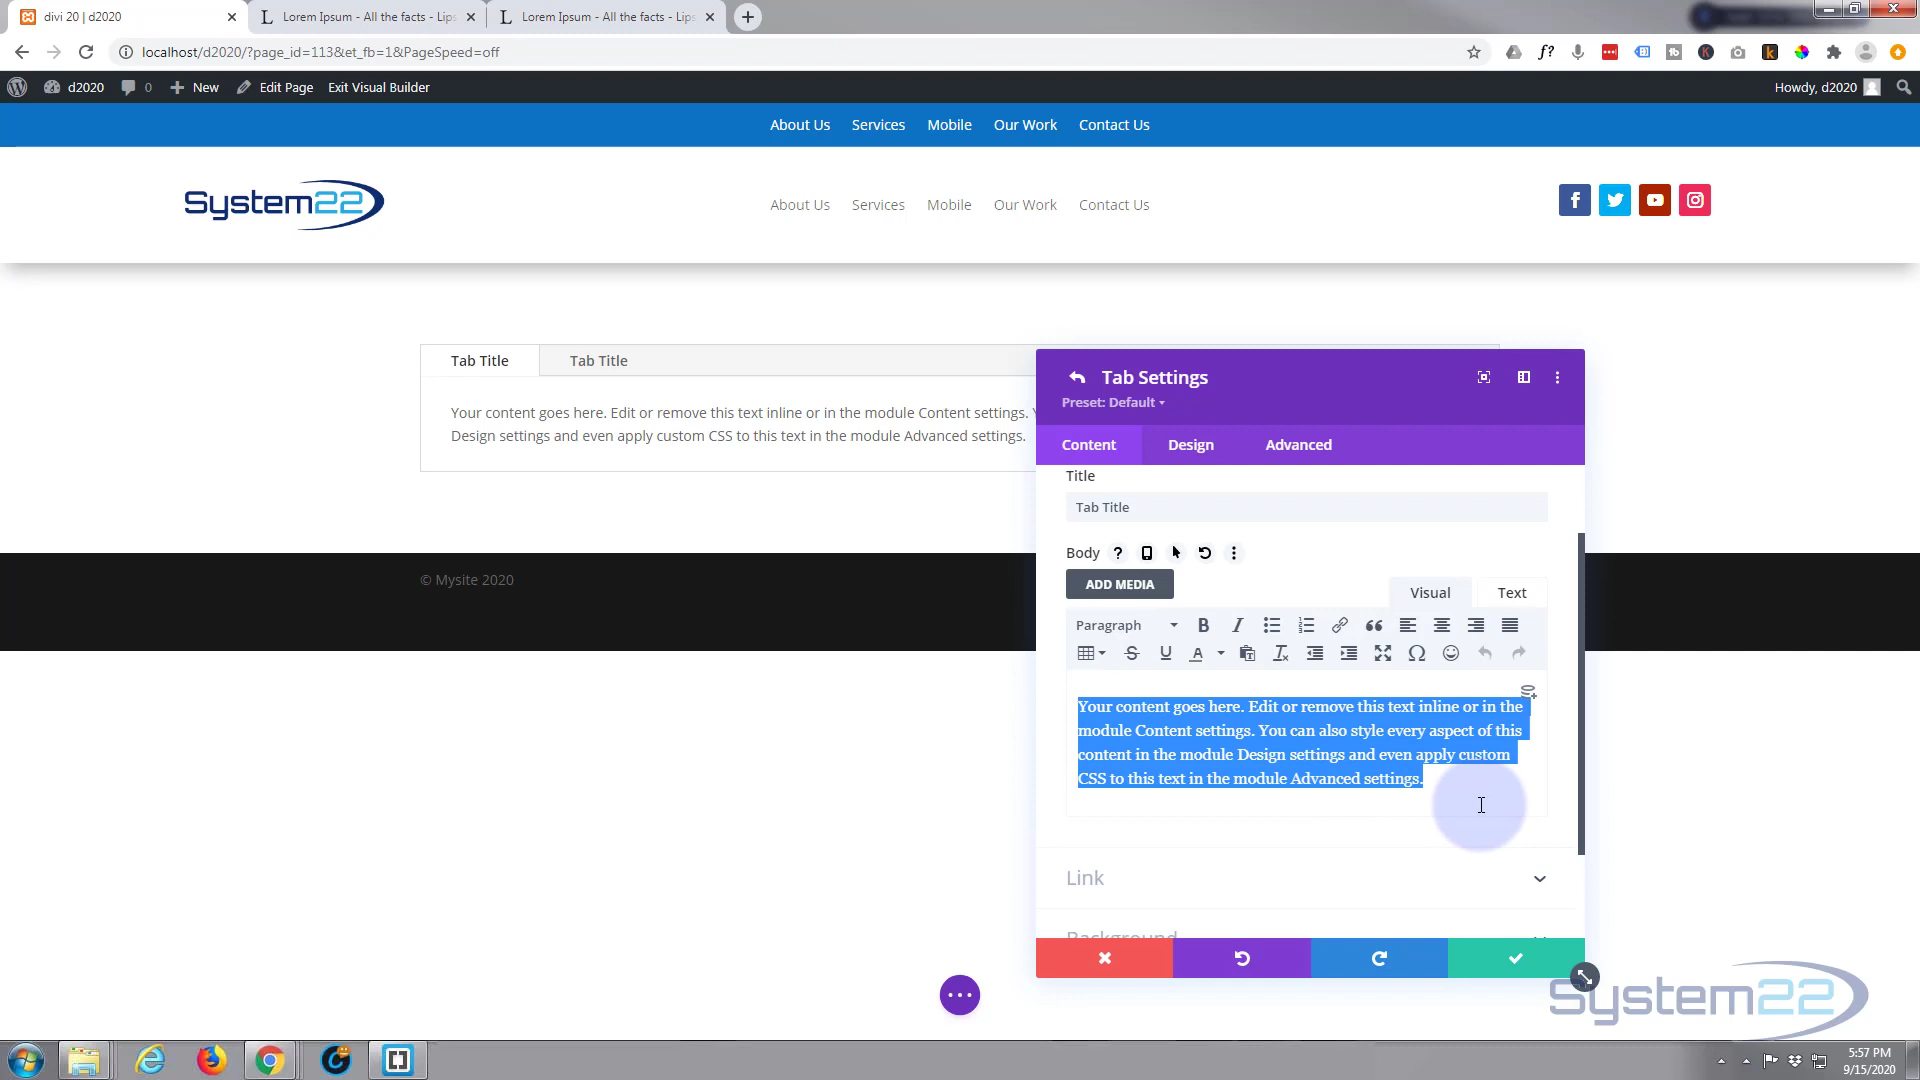 divi 20 | d2020
Lorem Ipsum - All the facts - Lips
Lorem Ipsum - All the facts - Lips
localhost/d2020/?page_id=113&et_fb=1&PageSpeed=off
d2020 0 New Edit Page Exit Visual Builder Howdy, d2020
About Us Services Mobile Our Work Contact Us
System22
About Us Services Mobile Our Work Contact Us
Tab Title Tab Title
Your content goes here. Edit or remove this text inline or in the module Content settings. Y
Design settings and even apply custom CSS to this text in the module Advanced settings.
© Mysite 2020
Tab Settings
Preset: Default
Content Design Advanced
Title
Tab Title
Body
ADD MEDIA
Visual Text
Paragraph
Your content goes here. Edit or remove this text inline or in the
module Content settings. You can also style every aspect of this
content in the module Design settings and even apply custom
CSS to this text in the module Advanced settings.
Link
Background
System22
5:57 PM
9/15/2020